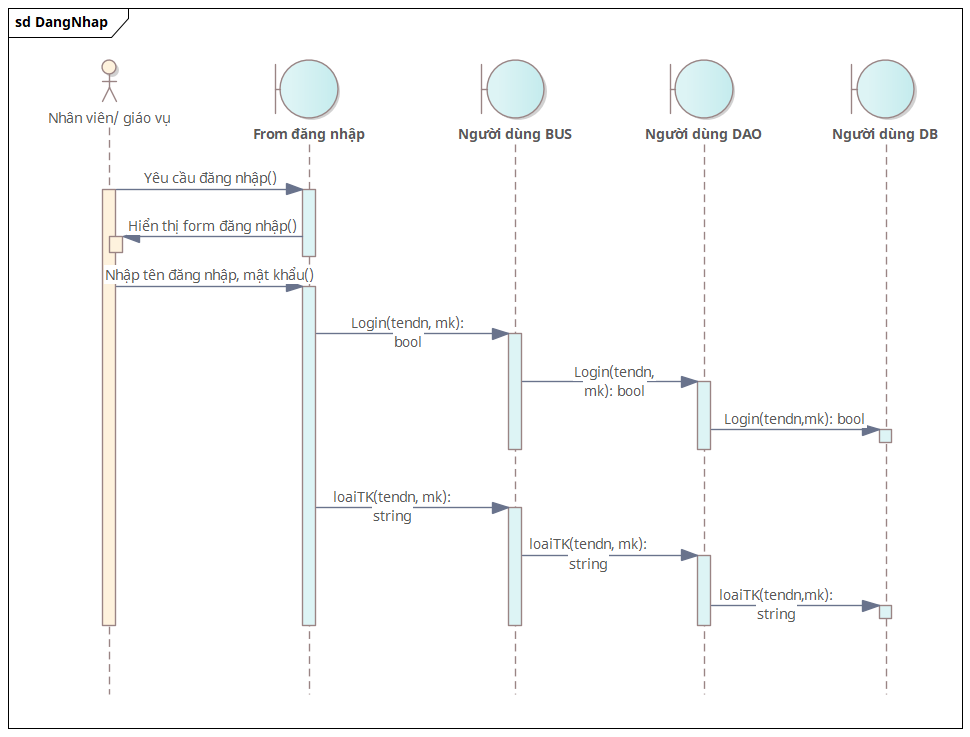 sd DangNhap
Nhân viên/ giáo vụ
From đăng nhập
Người dùng BUS
Người dùng DAO
Người dùng DB
Yêu cầu đăng nhập()
Hiển thị form đăng nhập()
Nhập tên đăng nhập, mật khẩu()
Login(tendn, mk):
bool
Login(tendn,
mk): bool
Login(tendn,mk): bool
loaiTK(tendn, mk):
string
loaiTK(tendn, mk):
string
loaiTK(tendn,mk):
string